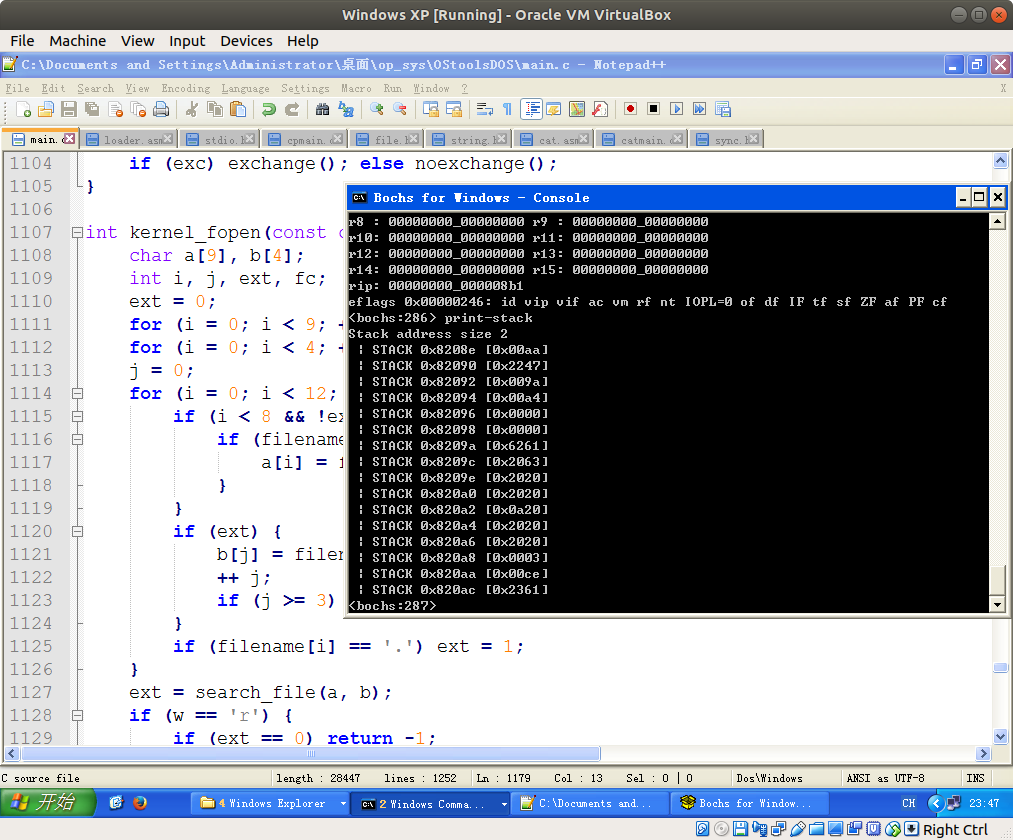 Windows XP [Running] - Oracle VM VirtualBox
File Machine View Input Devices Help
C:\Documents and Settings\Administrator\桌面\op_sys\OStoolsDOS\main.c - Notepad++
File Edit Search View Encoding Language Settings Macro Run Window ? X
main.c loader.asm stdio.h cpmain.c file.h string.h cat.asm catmain.c sync.h
1104 if (exc) exchange(); else noexchange();
1105 }
1106
1107 int kernel_fopen(const c
1108 char a[9], b[4];
1109 int i, j, ext, fc;
1110 ext = 0;
1111 for (i = 0; i < 9; +
1112 for (i = 0; i < 4; +
1113 j = 0;
1114 for (i = 0; i < 12;
1115 if (i < 8 && !ex
1116 if (filename
1117 a[i] = f
1118 }
1119 }
1120 if (ext) {
1121 b[j] = filen
1122 ++ j;
1123 if (j >= 3)
1124 }
1125 if (filename[i] == '.') ext = 1;
1126 }
1127 ext = search_file(a, b);
1128 if (w == 'r') {
1129 if (ext == 0) return -1;
Bochs for Windows - Console
r8 : 00000000_00000000 r9 : 00000000_00000000
r10: 00000000_00000000 r11: 00000000_00000000
r12: 00000000_00000000 r13: 00000000_00000000
r14: 00000000_00000000 r15: 00000000_00000000
rip: 00000000_000008b1
eflags 0x00000246: id vip vif ac vm rf nt IOPL=0 of df IF tf sf ZF af PF cf
<bochs:286> print-stack
Stack address size 2
| STACK 0x8208e [0x00aa]
| STACK 0x82090 [0x2247]
| STACK 0x82092 [0x009a]
| STACK 0x82094 [0x00a4]
| STACK 0x82096 [0x0000]
| STACK 0x82098 [0x0000]
| STACK 0x8209a [0x6261]
| STACK 0x8209c [0x2063]
| STACK 0x8209e [0x2020]
| STACK 0x820a0 [0x2020]
| STACK 0x820a2 [0x0a20]
| STACK 0x820a4 [0x2020]
| STACK 0x820a6 [0x2020]
| STACK 0x820a8 [0x0003]
| STACK 0x820aa [0x00ce]
| STACK 0x820ac [0x2361]
<bochs:287>
C source file length : 28447 lines : 1252 Ln : 1179 Col : 13 Sel : 0 | 0 Dos\Windows ANSI as UTF-8 INS
开始 4 Windows Explorer 2 Windows Comma... C:\Documents and... Bochs for Window... CH 23:47
Right Ctrl